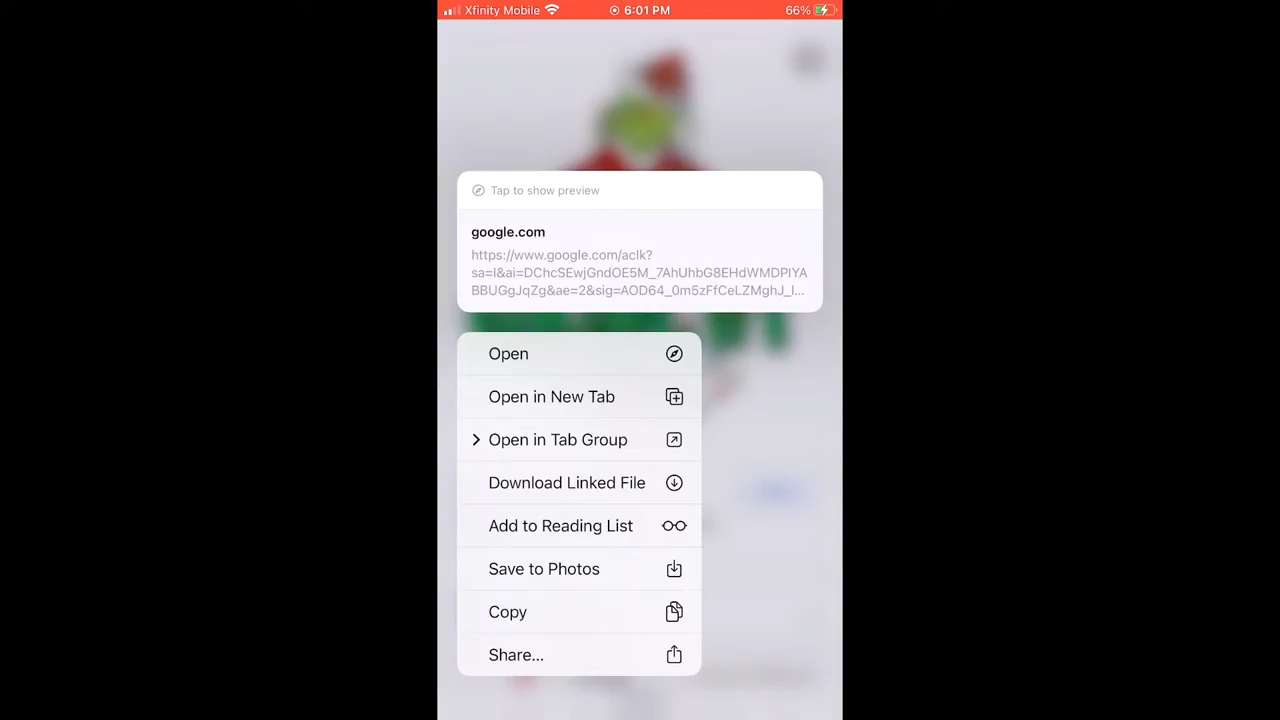 Xfinity Mobile 6:01 PM 66%
Tap to show preview
google.com
https://www.google.com/aclk?
sa=l&ai=DChcSEwjGndOE5M_7AhUhbG8EHdWMDPIYA
BBUGgJqZg&ae=2&sig=AOD64_0m5zFfCeLZMghJ_l...
Open
Open in New Tab
Open in Tab Group
Download Linked File
Add to Reading List
Save to Photos
Copy
Share...